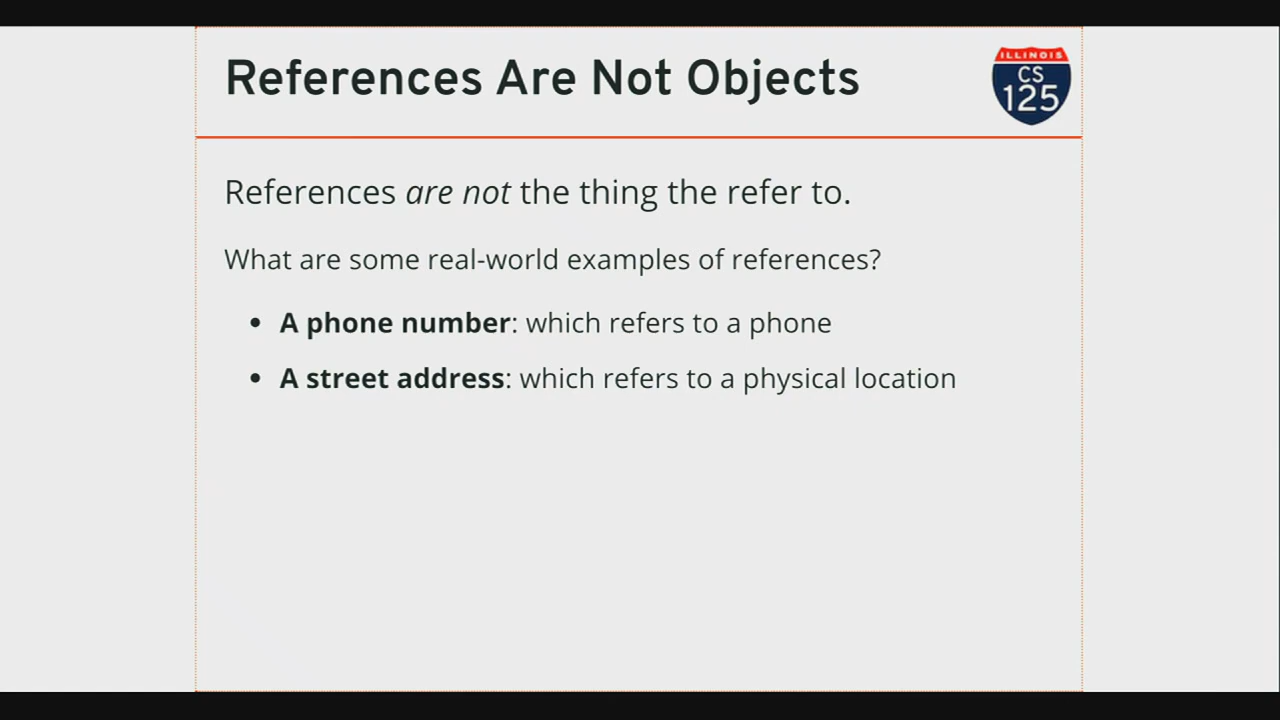 References Are Not Objects
ILLINOIS
CS
125
References are not the thing the refer to.
What are some real-world examples of references?
• A phone number: which refers to a phone
• A street address: which refers to a physical location